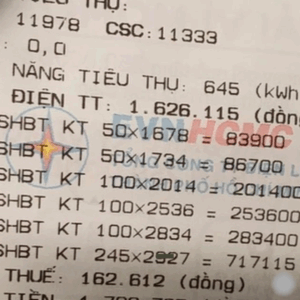 THỤ:
11978 CSC:11333
: 0,0
NĂNG TIÊU THỤ: 645 (kWh
ĐIỆN TT: 1.626.115 (đồng
EVNHCMC
SHBT KT 50x1678 = 83900
SHBT KT 50x1734 = 86700
SHBT KT 100x2014 = 201400
SHBT KT 100x2536 = 253600
SHBT KT 100x2834 = 283400
SHBT KT 245x2927 = 717115
THUẾ: 162.612 (đồng)